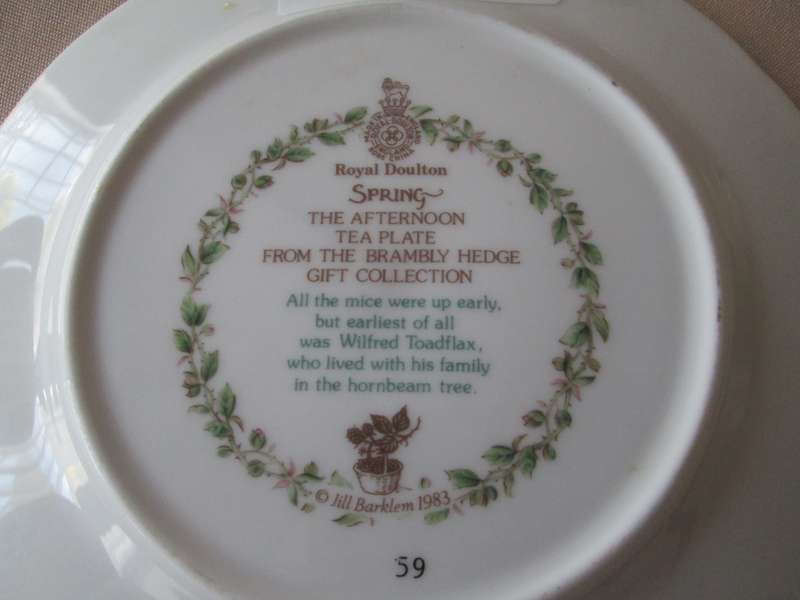 Royal Doulton
SPRING
THE AFTERNOON
TEA PLATE
FROM THE BRAMBLY HEDGE
GIFT COLLECTION
All the mice were up early,
but earliest of all
was Wilfred Toadflax,
who lived with his family
in the hornbeam tree.
© Jill Barklem 1983
59